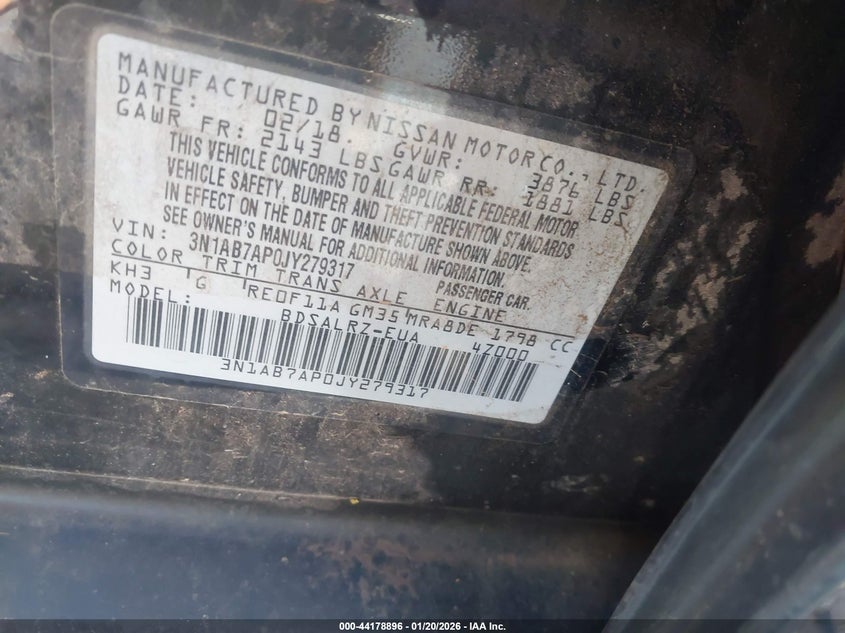 MANUFACTURED BY NISSAN MOTOR CO., LTD.
DATE: 02/18 GVWR: 3876 LBS
GAWR FR: 2143 LBS GAWR RR: 1881 LBS
THIS VEHICLE CONFORMS TO ALL APPLICABLE FEDERAL MOTOR
VEHICLE SAFETY, BUMPER AND THEFT PREVENTION STANDARDS
IN EFFECT ON THE DATE OF MANUFACTURE SHOWN ABOVE.
SEE OWNER'S MANUAL FOR ADDITIONAL INFORMATION.
VIN: 3N1AB7AP0JY279317 PASSENGER CAR.
COLOR TRIM TRANS AXLE ENGINE
KH3 G RE0F11A GM35 MRA8DE 1798 CC
MODEL: BDSALRZ-EUA 4Z000
3N1AB7AP0JY279317
000-44178896 - 01/20/2026 - IAA Inc.